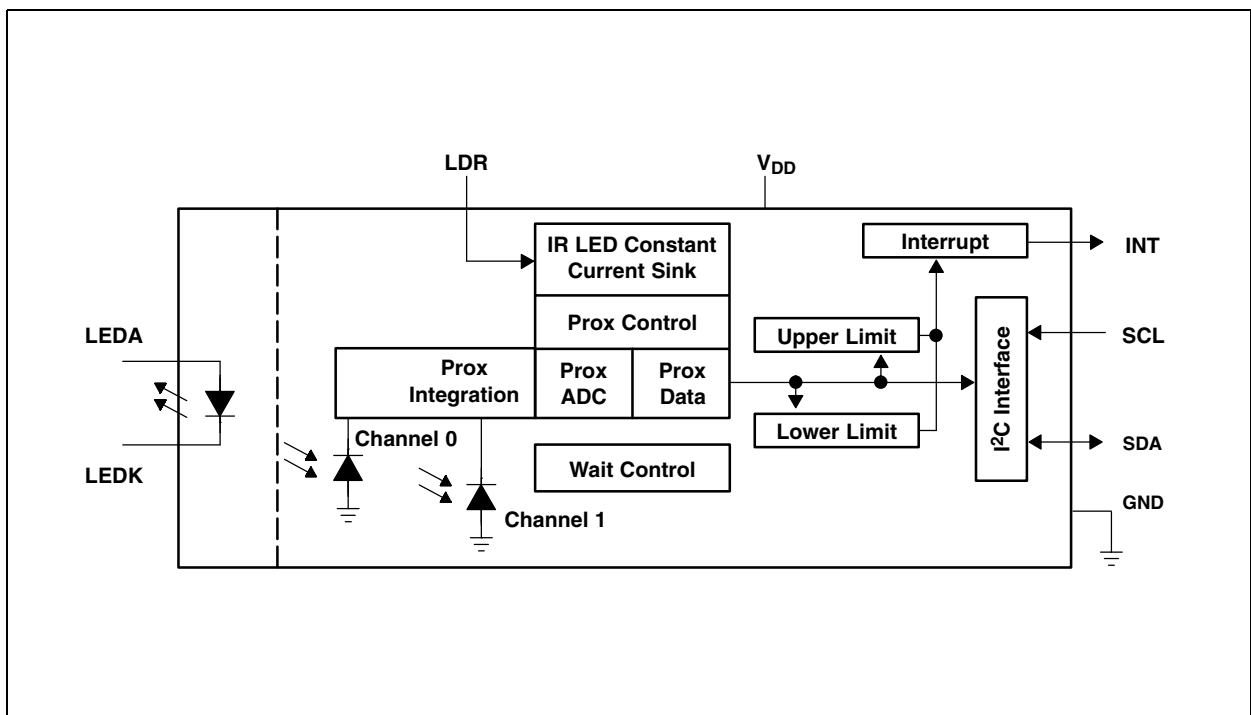 LDR
V_DD
IR LED Constant
Current Sink
Interrupt
INT
Prox Control
Upper Limit
SCL
LEDA
Prox
Integration
Prox
ADC
Prox
Data
I²C Interface
Lower Limit
Channel 0
SDA
LEDK
Wait Control
GND
Channel 1